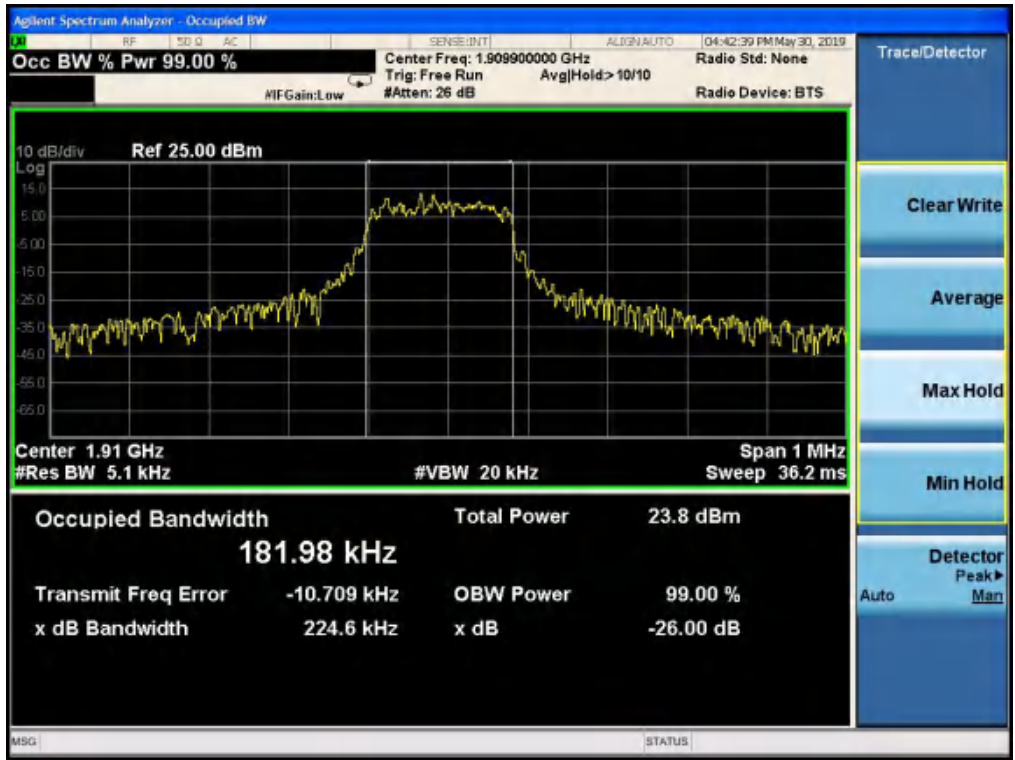 Agilent Spectrum Analyzer - Occupied BW
RF 50 Ω AC SENSE:INT ALIGNAUTO 04:42:39 PM May 30, 2019
Occ BW % Pwr 99.00 %
Center Freq: 1.909900000 GHz
Radio Std: None
Trig: Free Run Avg|Hold:> 10/10
#IFGain:Low #Atten: 26 dB Radio Device: BTS
10 dB/div Ref 25.00 dBm
Log
15.0
5.00
-5.00
-15.0
-25.0
-35.0
-45.0
-55.0
-65.0
Center 1.91 GHz Span 1 MHz
#Res BW 5.1 kHz #VBW 20 kHz Sweep 36.2 ms
Occupied Bandwidth Total Power 23.8 dBm
181.98 kHz
Transmit Freq Error -10.709 kHz OBW Power 99.00 %
x dB Bandwidth 224.6 kHz x dB -26.00 dB
MSG STATUS
Trace/Detector
Clear Write
Average
Max Hold
Min Hold
Detector
Peak▶
Auto Man